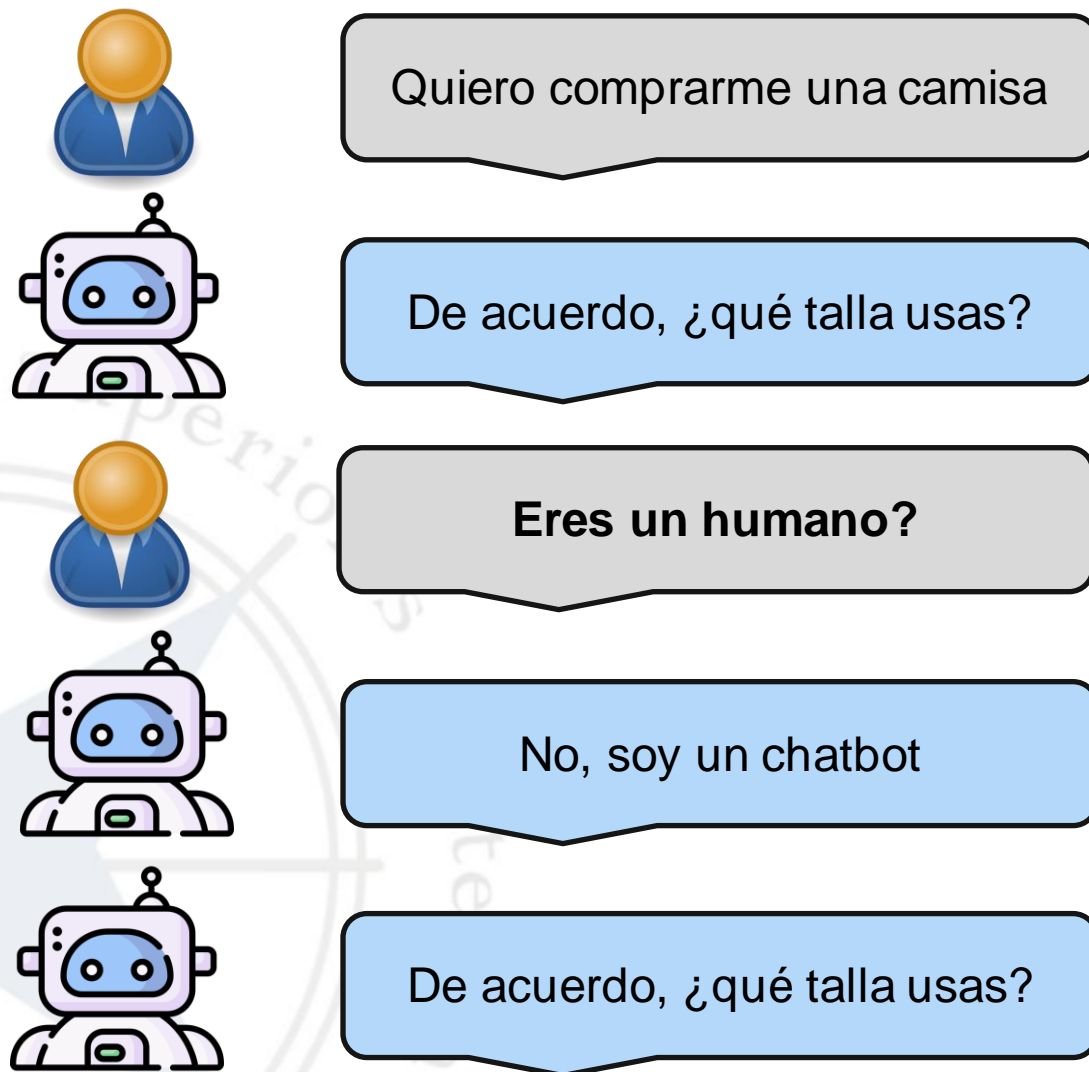 Quiero comprarme una camisa
De acuerdo, ¿qué talla usas?
Eres un humano?
No, soy un chatbot
De acuerdo, ¿qué talla usas?